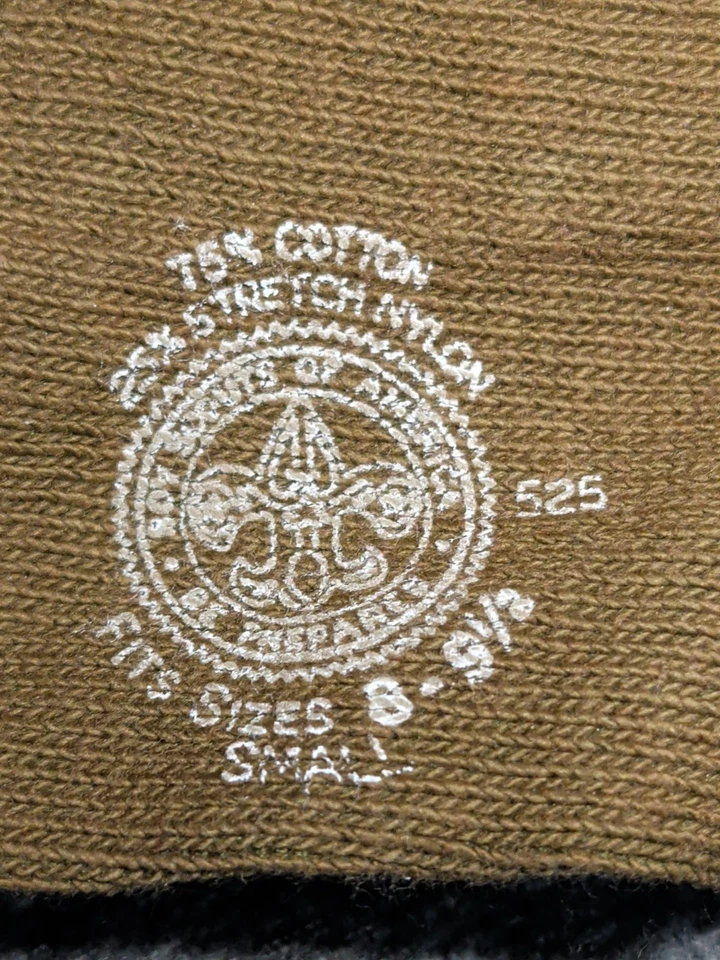 75% COTTON
25% STRETCH NYLON
BOY SCOUTS OF AMERICA
• BE PREPARED •
525
FITS SIZES 8-9½
SMALL